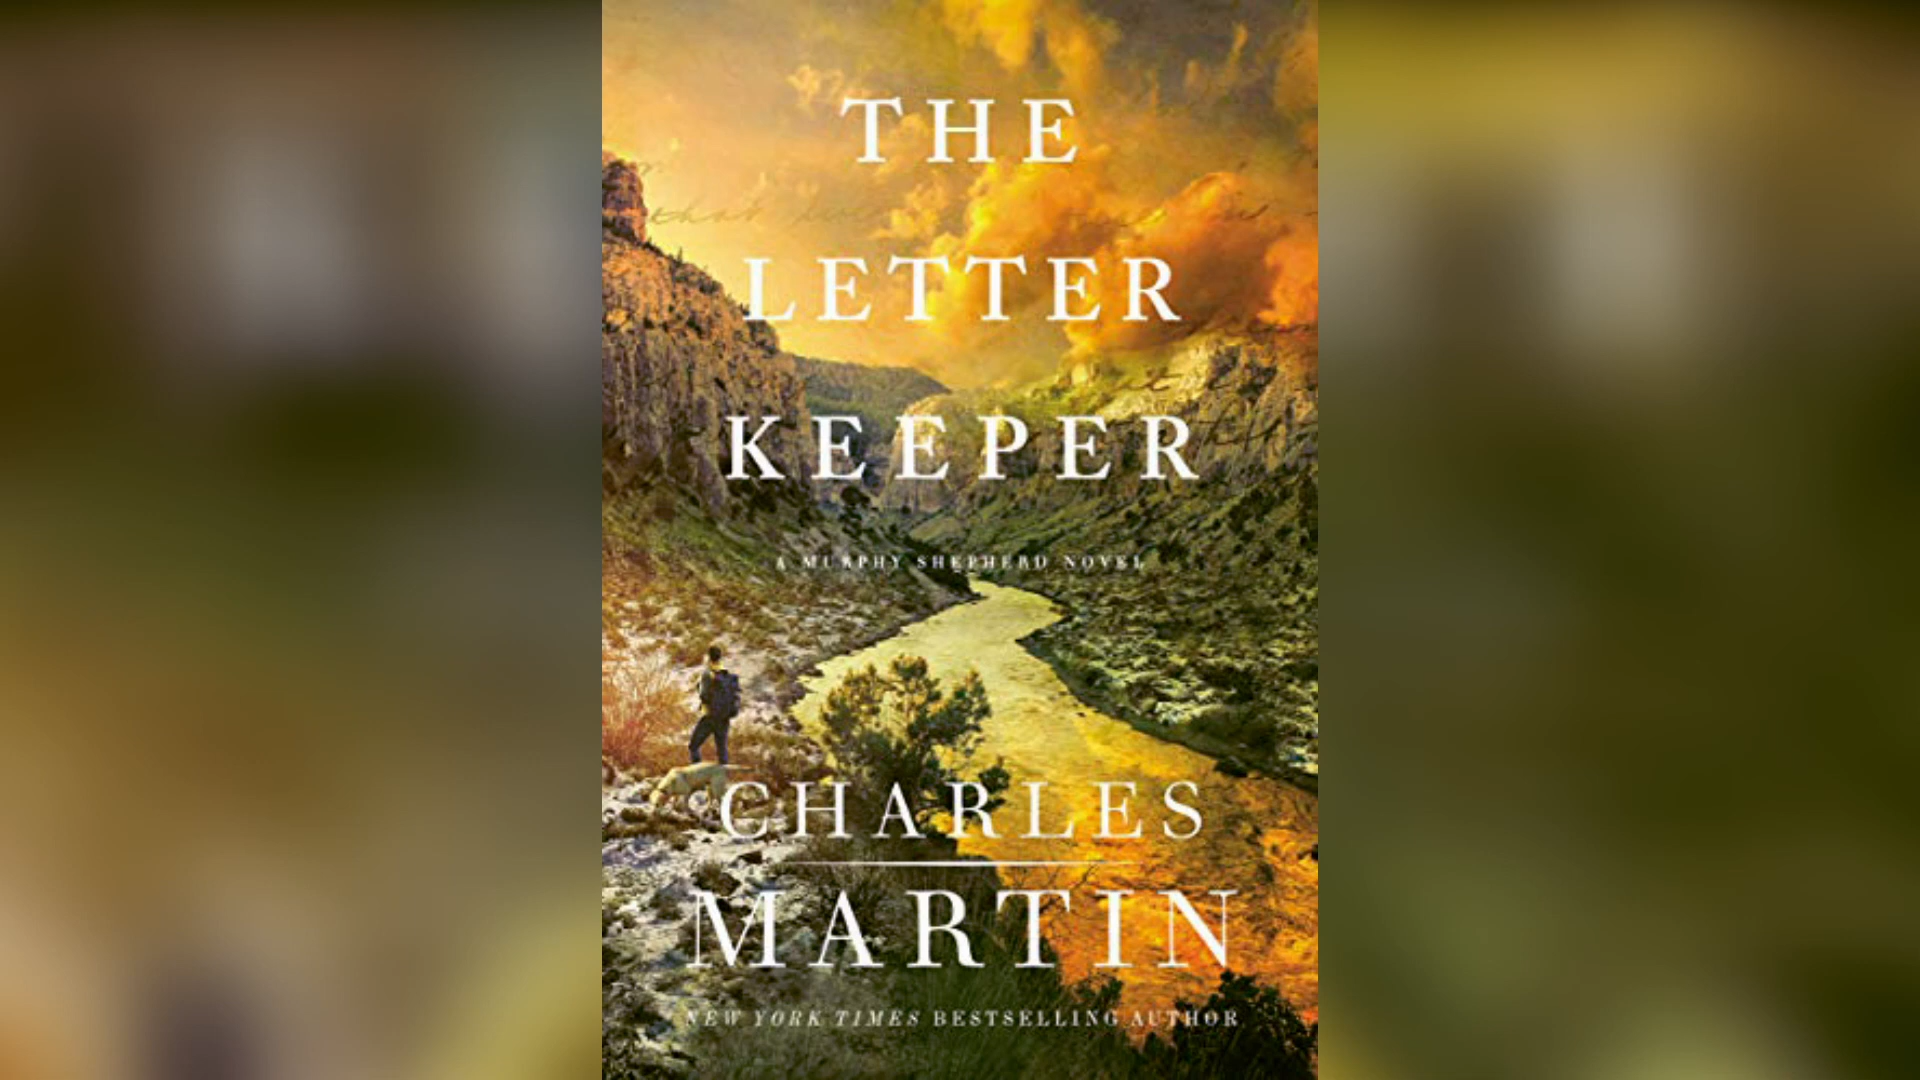 THE
LETTER
KEEPER
A MURPHY SHEPHERD NOVEL
CHARLES
MARTIN
NEW YORK TIMES BESTSELLING AUTHOR